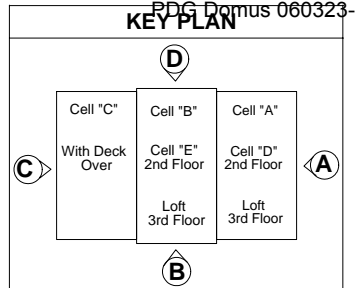 PDG Domus 060323-
KEY PLAN
D
Cell "C"
Cell "B"
Cell "A"
With Deck
Over
Cell "E"
2nd Floor
Cell "D"
2nd Floor
C
A
Loft
3rd Floor
Loft
3rd Floor
B